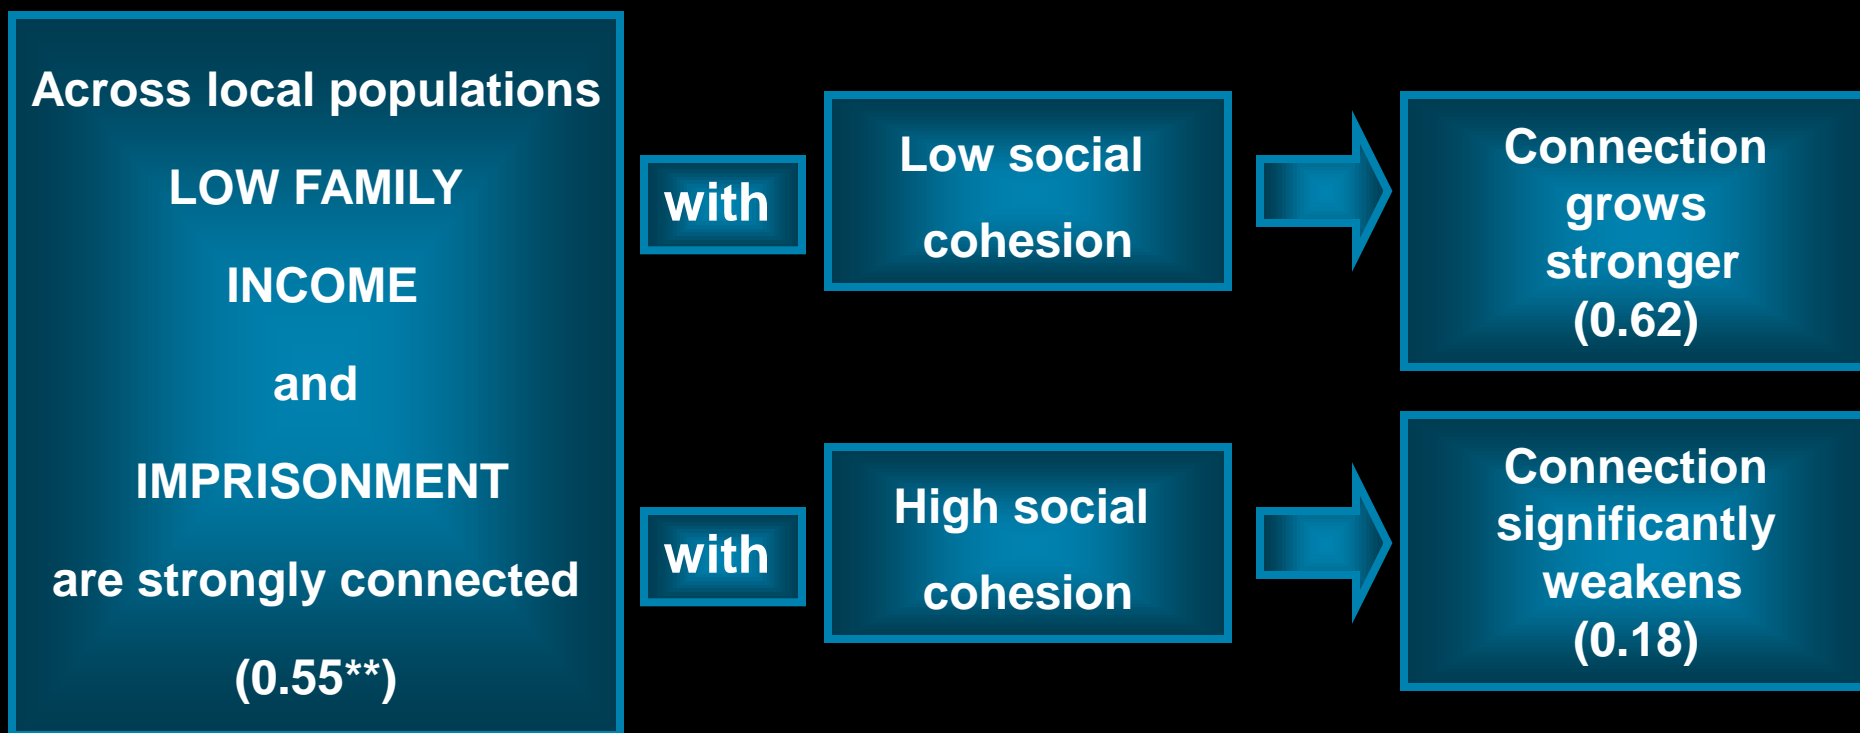 Across local populations
LOW FAMILY
INCOME
and
IMPRISONMENT
are strongly connected
(0.55**)
with
Low social
cohesion
Connection
grows
stronger
(0.62)
with
High social
cohesion
Connection
significantly
weakens
(0.18)